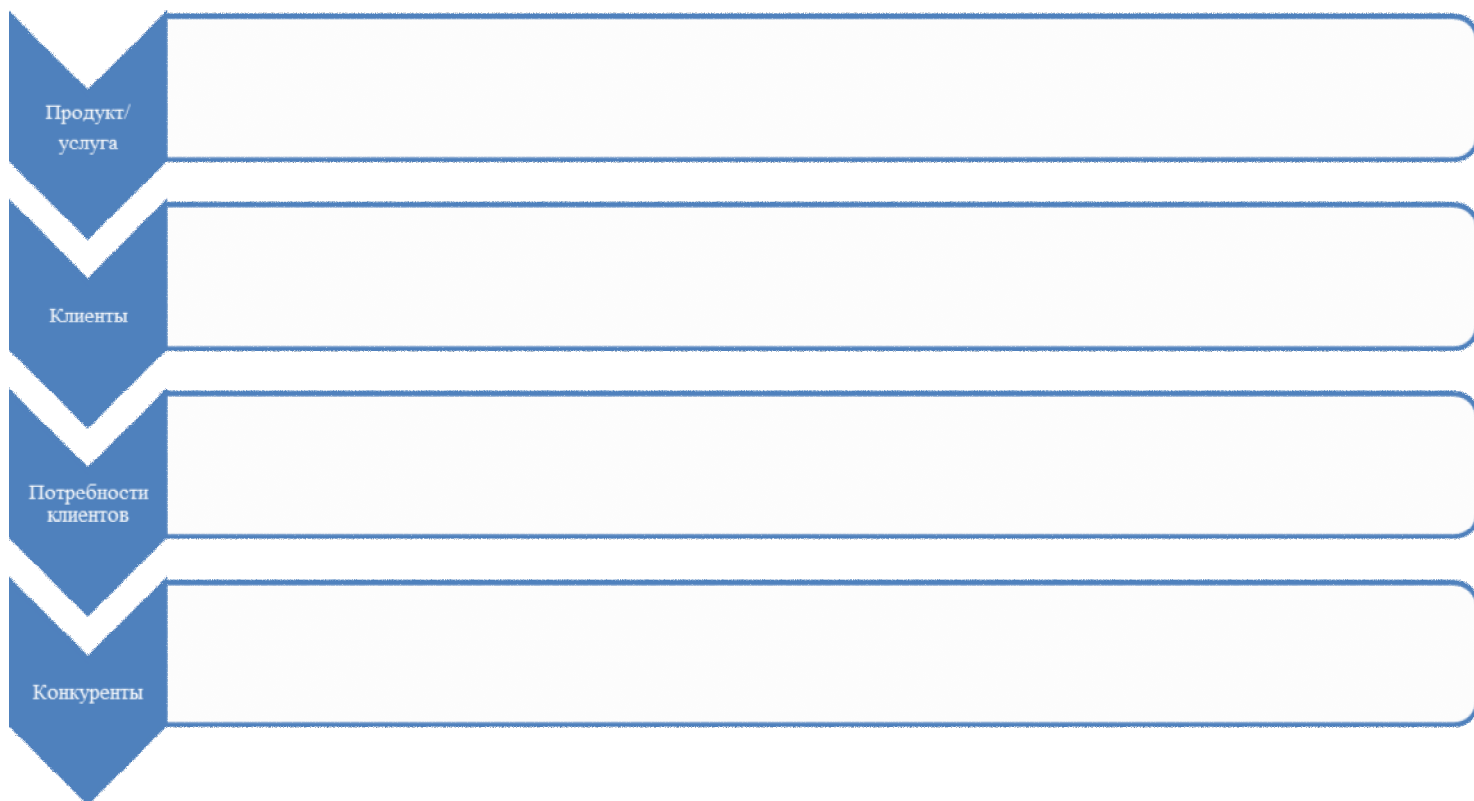 Продукт/
услуга
Клиенты
Потребности
клиентов
Конкуренты